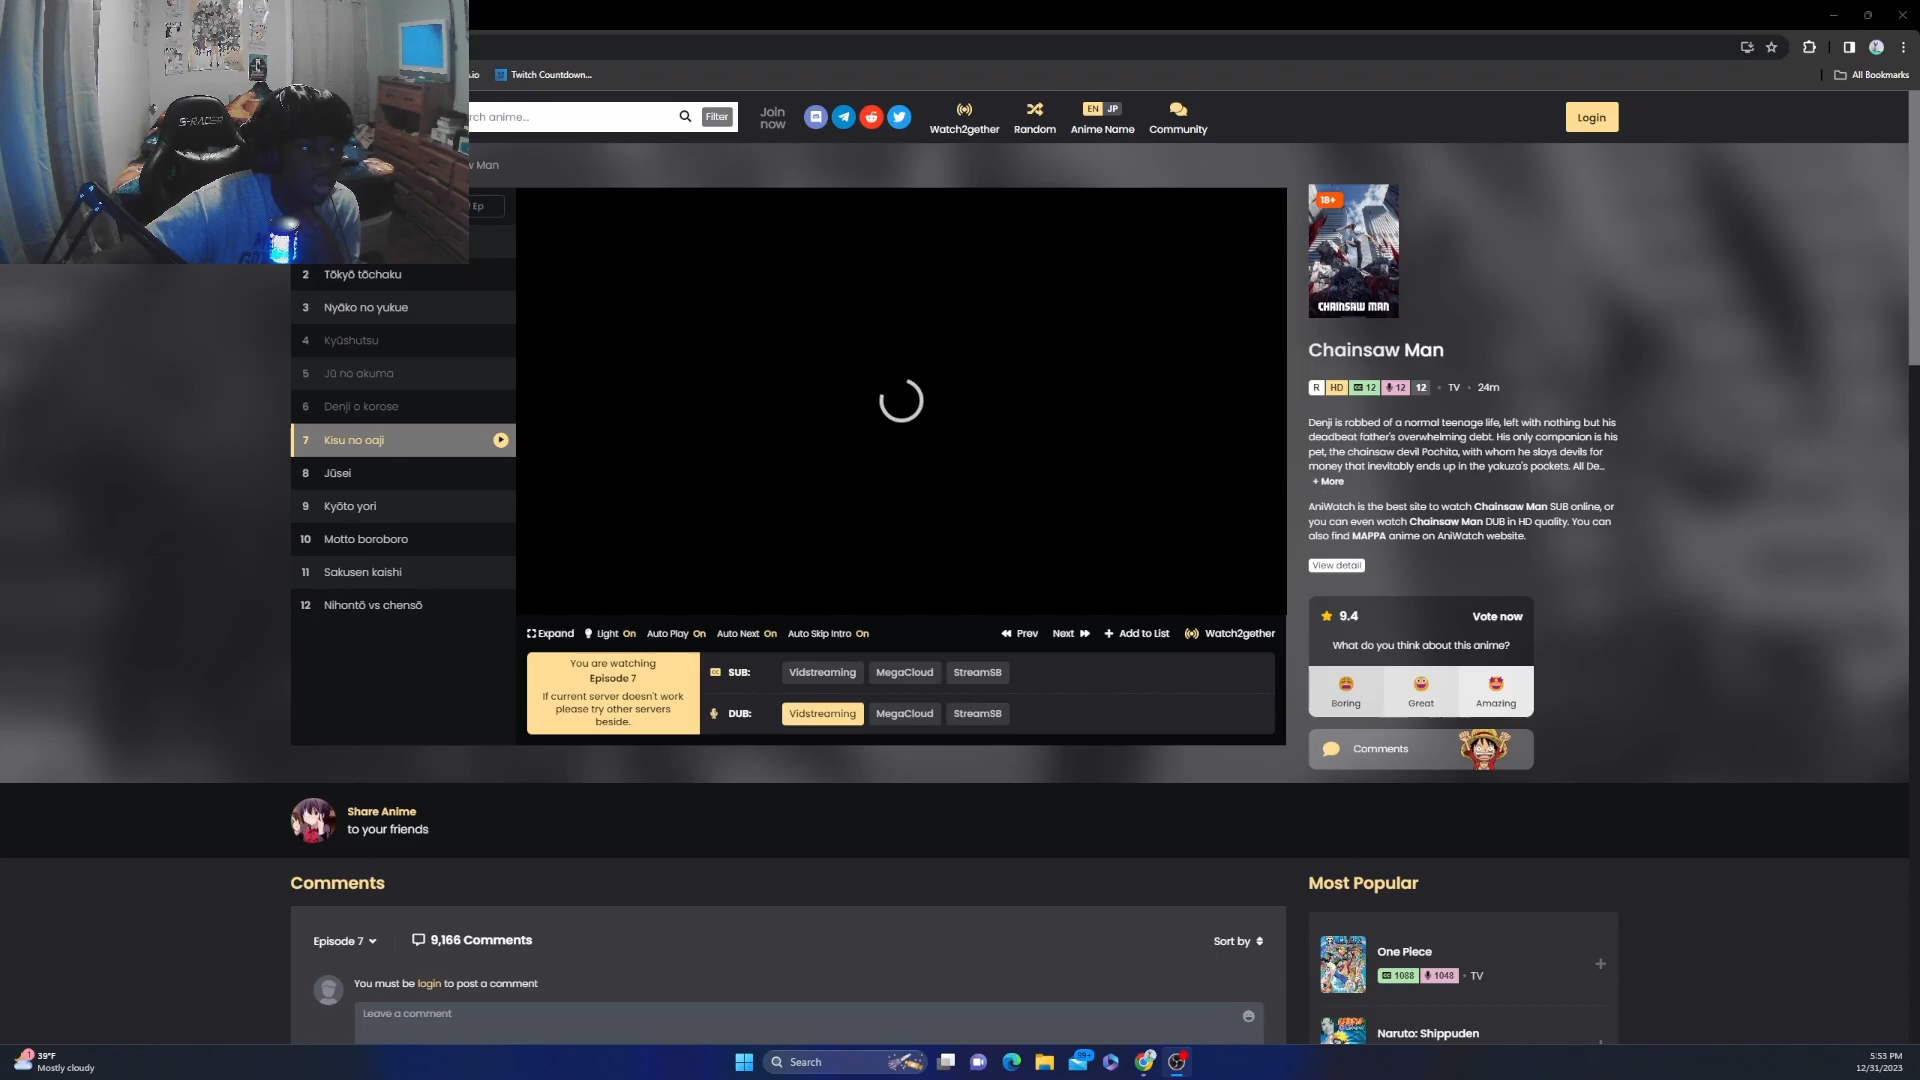 Twitch Countdown...
All Bookmarks
S-RACER
rch anime...
Filter
Join now
Watch2gether
Random
EN JP
Anime Name
Community
Login
w Man
Ep
2 Tōkyō tōchaku
3 Nyāko no yukue
4 Kyūshutsu
5 Jū no akuma
6 Denji o korose
7 Kisu no oaji
8 Jūsei
9 Kyōto yori
10 Motto boroboro
11 Sakusen kaishi
12 Nihontō vs chensō
Expand Light On Auto Play On Auto Next On Auto Skip Intro On
Prev Next Add to List Watch2gether
You are watching
Episode 7
If current server doesn't work
please try other servers
beside.
SUB: Vidstreaming MegaCloud StreamSB
DUB: Vidstreaming MegaCloud StreamSB
18+
CHAINSAW MAN
Chainsaw Man
R HD CC 12 12 12 • TV • 24m
Denji is robbed of a normal teenage life, left with nothing but his
deadbeat father's overwhelming debt. His only companion is his
pet, the chainsaw devil Pochita, with whom he slays devils for
money that inevitably ends up in the yakuza's pockets. All De...
+ More
AniWatch is the best site to watch Chainsaw Man SUB online, or
you can even watch Chainsaw Man DUB in HD quality. You can
also find MAPPA anime on AniWatch website.
View detail
9.4
Vote now
What do you think about this anime?
Boring Great Amazing
Comments
Share Anime
to your friends
Comments
Episode 7
9,166 Comments
Sort by
You must be login to post a comment
Leave a comment
Most Popular
One Piece
CC 1088 1048 • TV
Naruto: Shippuden
1
39°F
Mostly cloudy
Search
99+
5:53 PM
12/31/2023